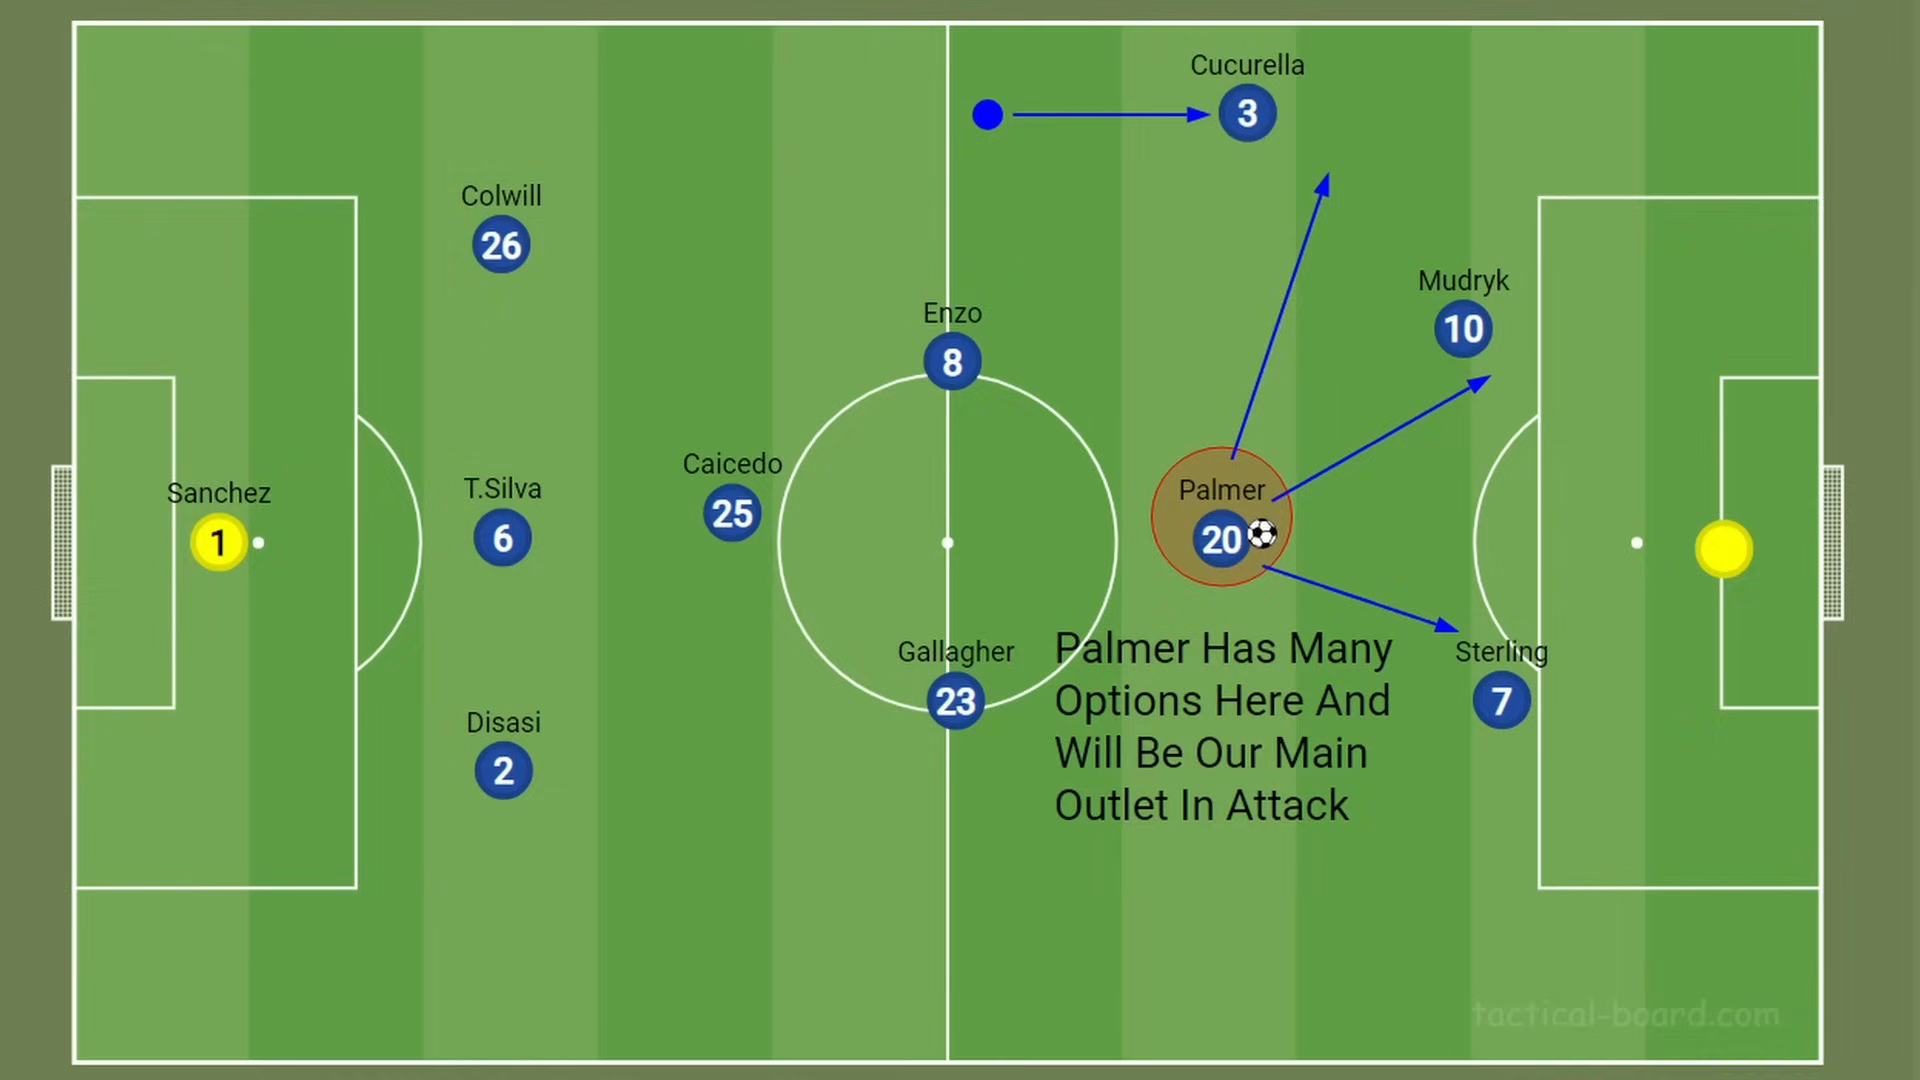 Cucurella
3
Colwill
26
Mudryk
10
Enzo
8
Caicedo
25
Sanchez
1
T.Silva
6
Palmer
20
Gallagher
23
Palmer Has Many
Options Here And
Will Be Our Main
Outlet In Attack
Sterling
7
Disasi
2
tactical-board.com